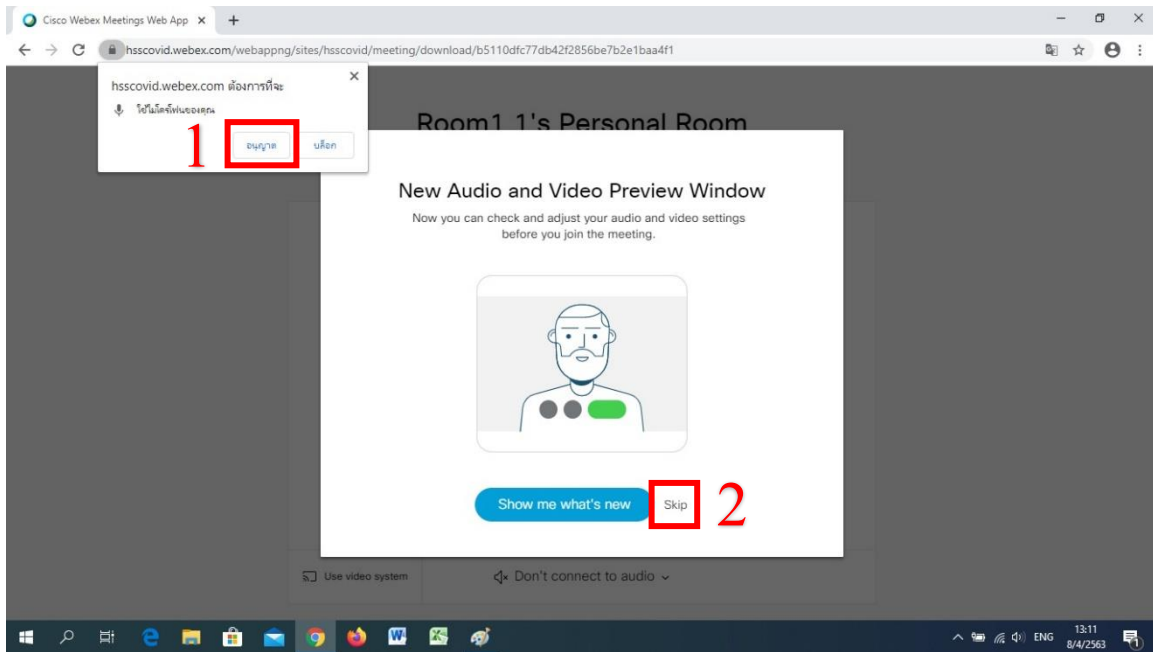 Cisco Webex Meetings Web App
hsscovid.webex.com/webappng/sites/hsscovid/meeting/download/b5110dfc77db42f2856be7b2e1baa4f1
hsscovid.webex.com ต้องการที่จะ
ใช้ไมโครโฟนของคุณ
1
อนุญาต
บล็อก
Room1 1's Personal Room
New Audio and Video Preview Window
Now you can check and adjust your audio and video settings
before you join the meeting.
Show me what's new
Skip
2
Use video system
Don't connect to audio
ENG
13:11
8/4/2563
1